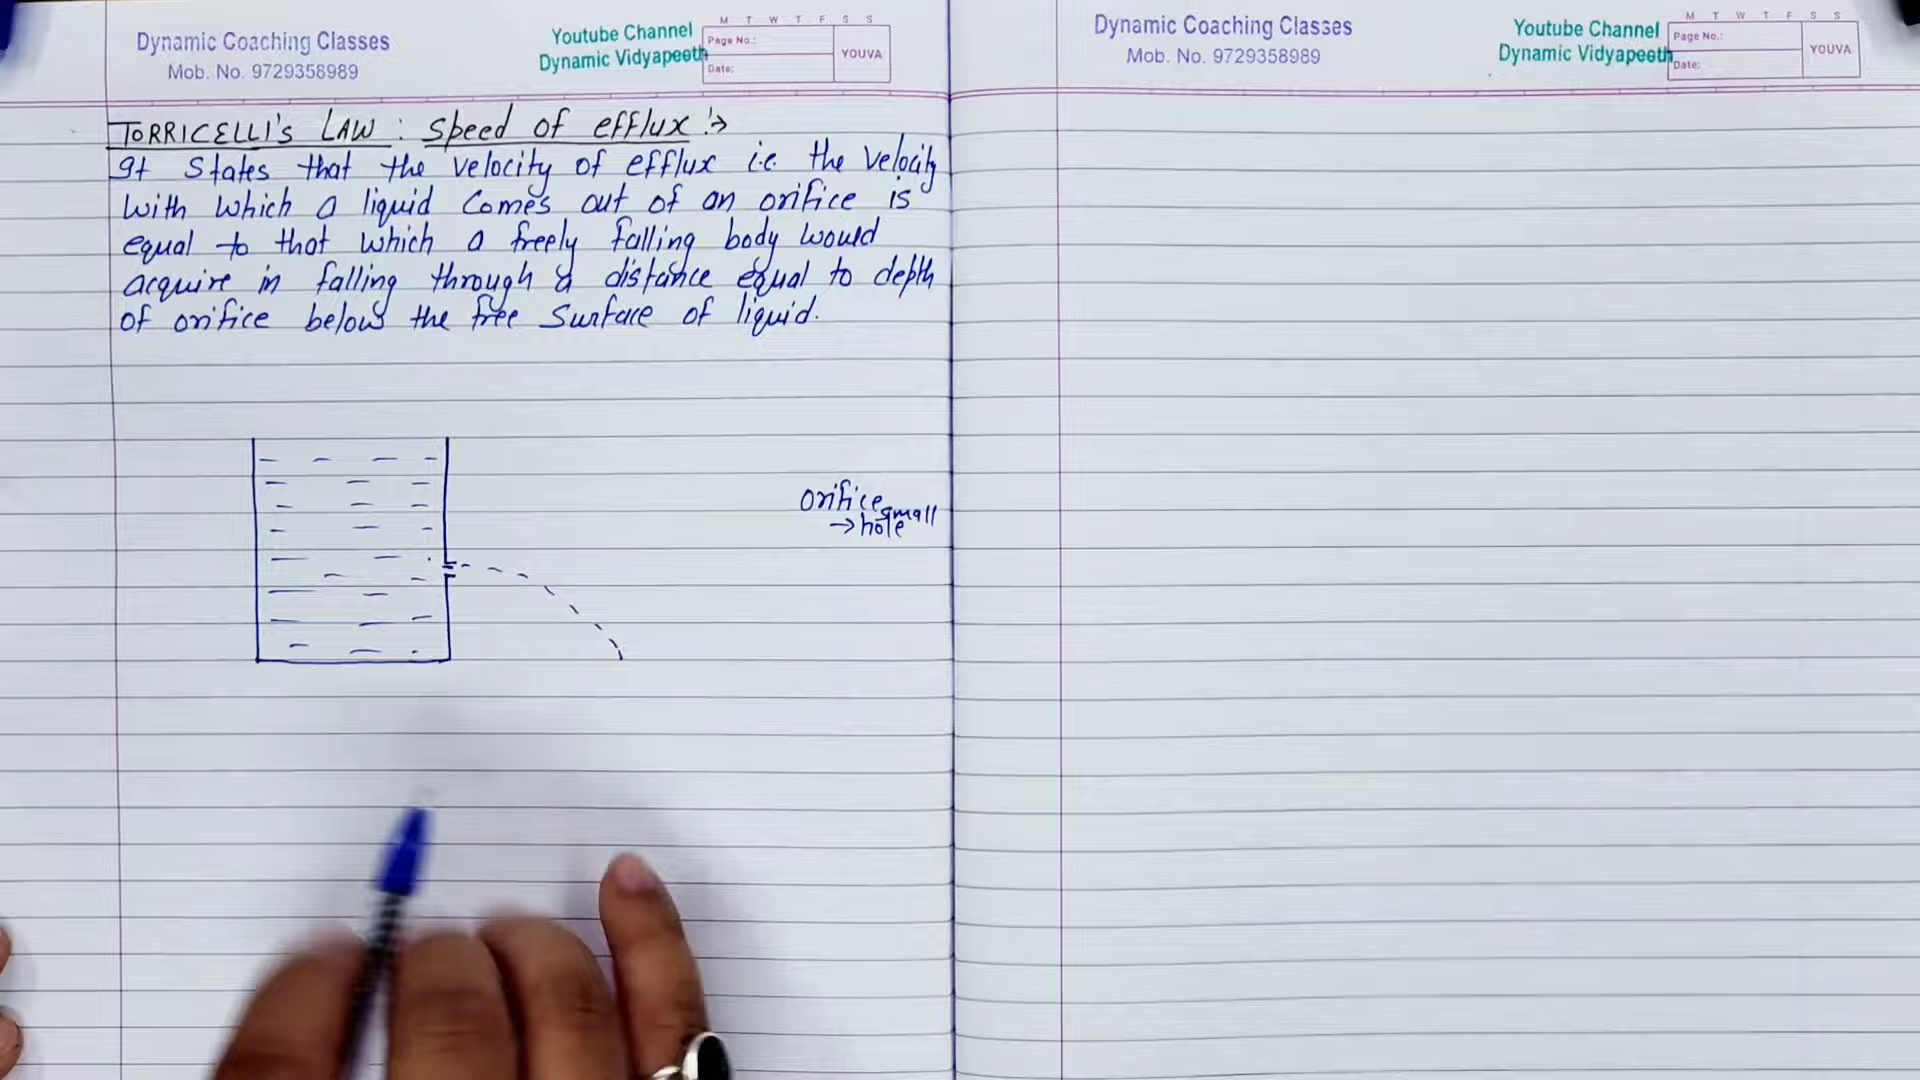 Dynamic Coaching Classes
Mob. No. 9729358989
Youtube Channel
Dynamic Vidyapeeth
M T W T F S S
Page No.:
Date:
YOUVA
TORRICELLI's LAW : Speed of efflux :→
It States that the velocity of efflux i.e. the velocity
with which a liquid comes out of an orifice is
equal to that which a freely falling body would
acquire in falling through a distance equal to depth
of orifice below the free surface of liquid.
Orifice
→ small hole
Dynamic Coaching Classes
Mob. No. 9729358989
Youtube Channel
Dynamic Vidyapeeth
M T W T F S S
Page No.:
Date:
YOUVA